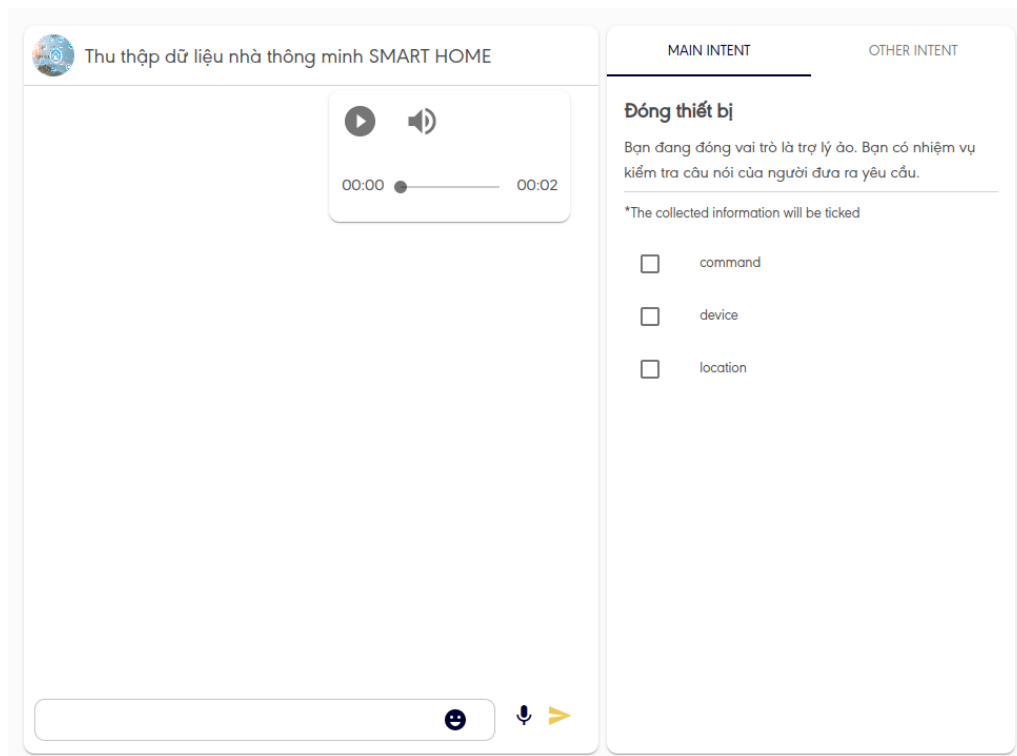 Thu thập dữ liệu nhà thông minh SMART HOME
00:00 00:02
MAIN INTENT OTHER INTENT
Đóng thiết bị
Bạn đang đóng vai trò là trợ lý ảo. Bạn có nhiệm vụ
kiểm tra câu nói của người đưa ra yêu cầu.
*The collected information will be ticked
command
device
location